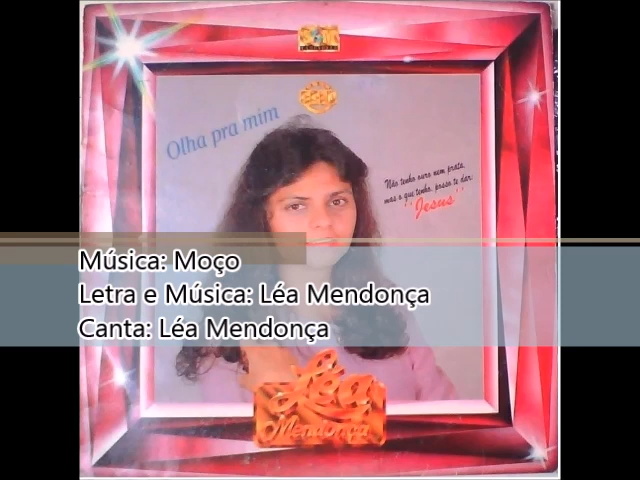 Olha pra mim
Não tenho ouro nem prata,
mas o que tenho, posso te dar:
"Jesus"
Música: Moço
Letra e Música: Léa Mendonça
Canta: Léa Mendonça
Léa
Mendonça